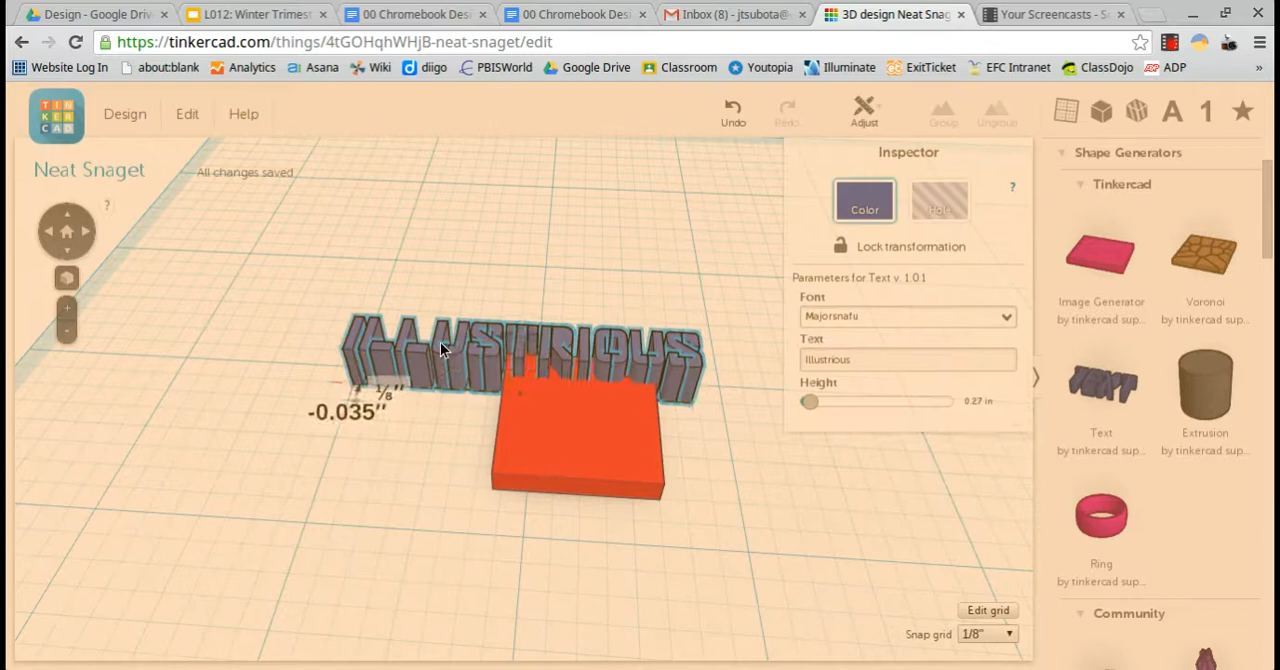 Design - Google Driv
L012: Winter Trimest
00 Chromebook Desi
00 Chromebook Desi
Inbox (0) - jtsubota@
3D design Neat Snag
Your Screencasts - S
https://tinkercad.com/things/4tGOHqhWHjB-neat-snaget/edit
Website Log In
about:blank
Analytics
Asana
Wiki
diigo
PBISWorld
Google Drive
Classroom
Youtopia
Illuminate
ExitTicket
EFC Intranet
ClassDojo
ADP
»
TIN
KER
CAD
Design
Edit
Help
Undo
Redo
Adjust
Group
Ungroup
A
1
Neat Snaget
All changes saved
?
+
-
ILLUSTRIOUS
1/8"
-0.035"
Inspector
Color
Hole
?
Lock transformation
Parameters for Text v. 1.0.1
Font
Majorsnafu
Text
Illustrious
Height
0.27 in
Edit grid
Snap grid
1/8"
Shape Generators
Tinkercad
Image Generator
by tinkercad sup...
Voronoi
by tinkercad sup...
TEXT
Text
by tinkercad sup...
Extrusion
by tinkercad sup...
Ring
by tinkercad sup...
Community